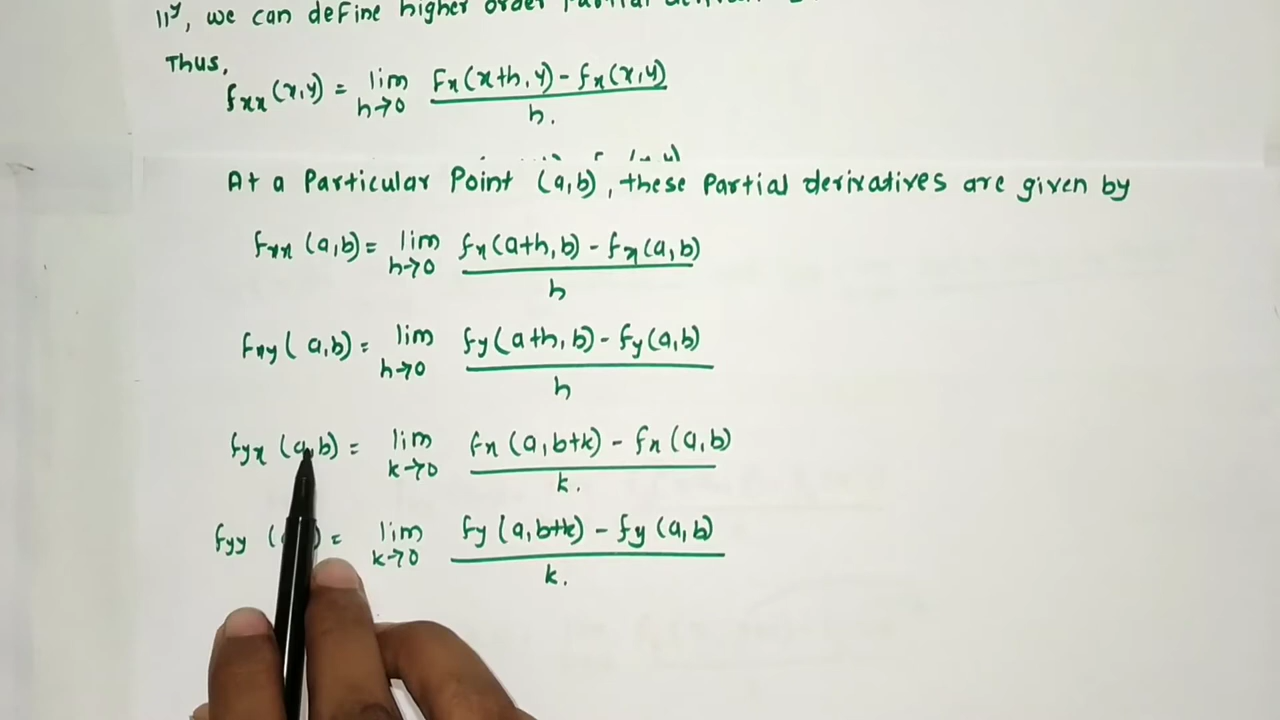 11y, we can define higher order Partial
Thus,
fxx (x,y) = lim h→0 Fx(x+h, y) - fx(x,y) / h.
At a Particular Point (a,b), these Partial derivatives are given by
fxx (a,b) = lim h→0 fx(a+h, b) - fx(a,b) / h
fxy (a,b) = lim h→0 fy(a+h, b) - fy(a,b) / h
fyx (a,b) = lim k→0 fx(a, b+k) - fx(a,b) / k.
fyy ( ) = lim k→0 fy(a, b+k) - fy(a,b) / k.